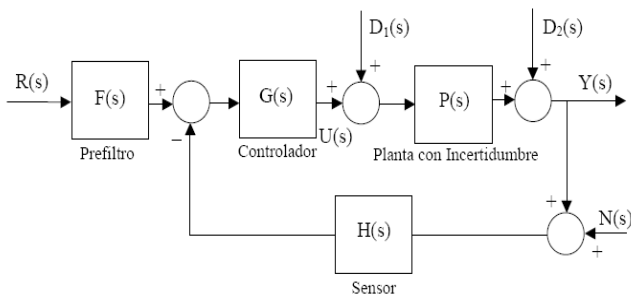 D₁(s)
D₂(s)
R(s)
F(s)
+
−
G(s)
+
+
U(s)
P(s)
+
+
Y(s)
Prefiltro
Controlador
Planta con Incertidumbre
+
N(s)
+
H(s)
Sensor